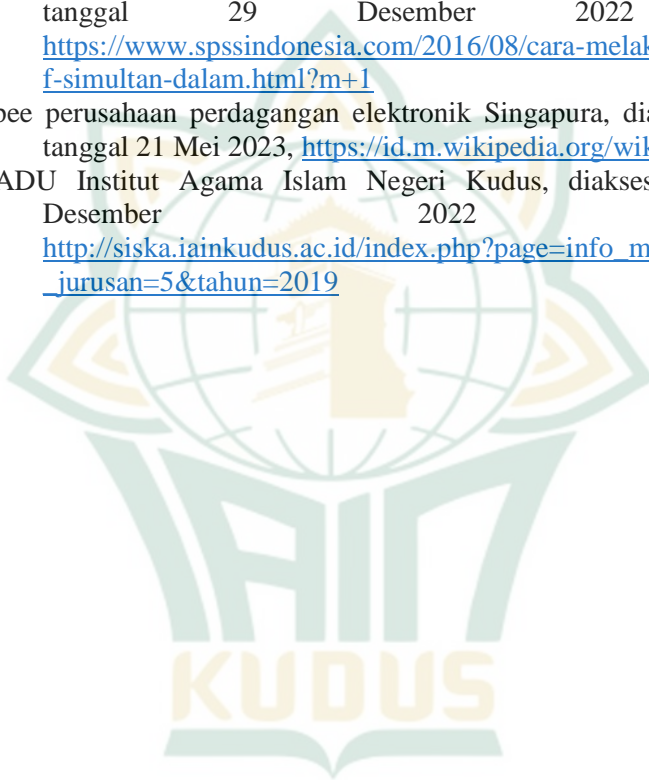 tanggal 29 Desember 2022
https://www.spssindonesia.com/2016/08/cara-melak
f-simultan-dalam.html?m+1
pee perusahaan perdagangan elektronik Singapura, dia
tanggal 21 Mei 2023, https://id.m.wikipedia.org/wik
ADU Institut Agama Islam Negeri Kudus, diakses
Desember 2022
http://siska.iainkudus.ac.id/index.php?page=info_m
_jurusan=5&tahun=2019
IAIN
KUDUS